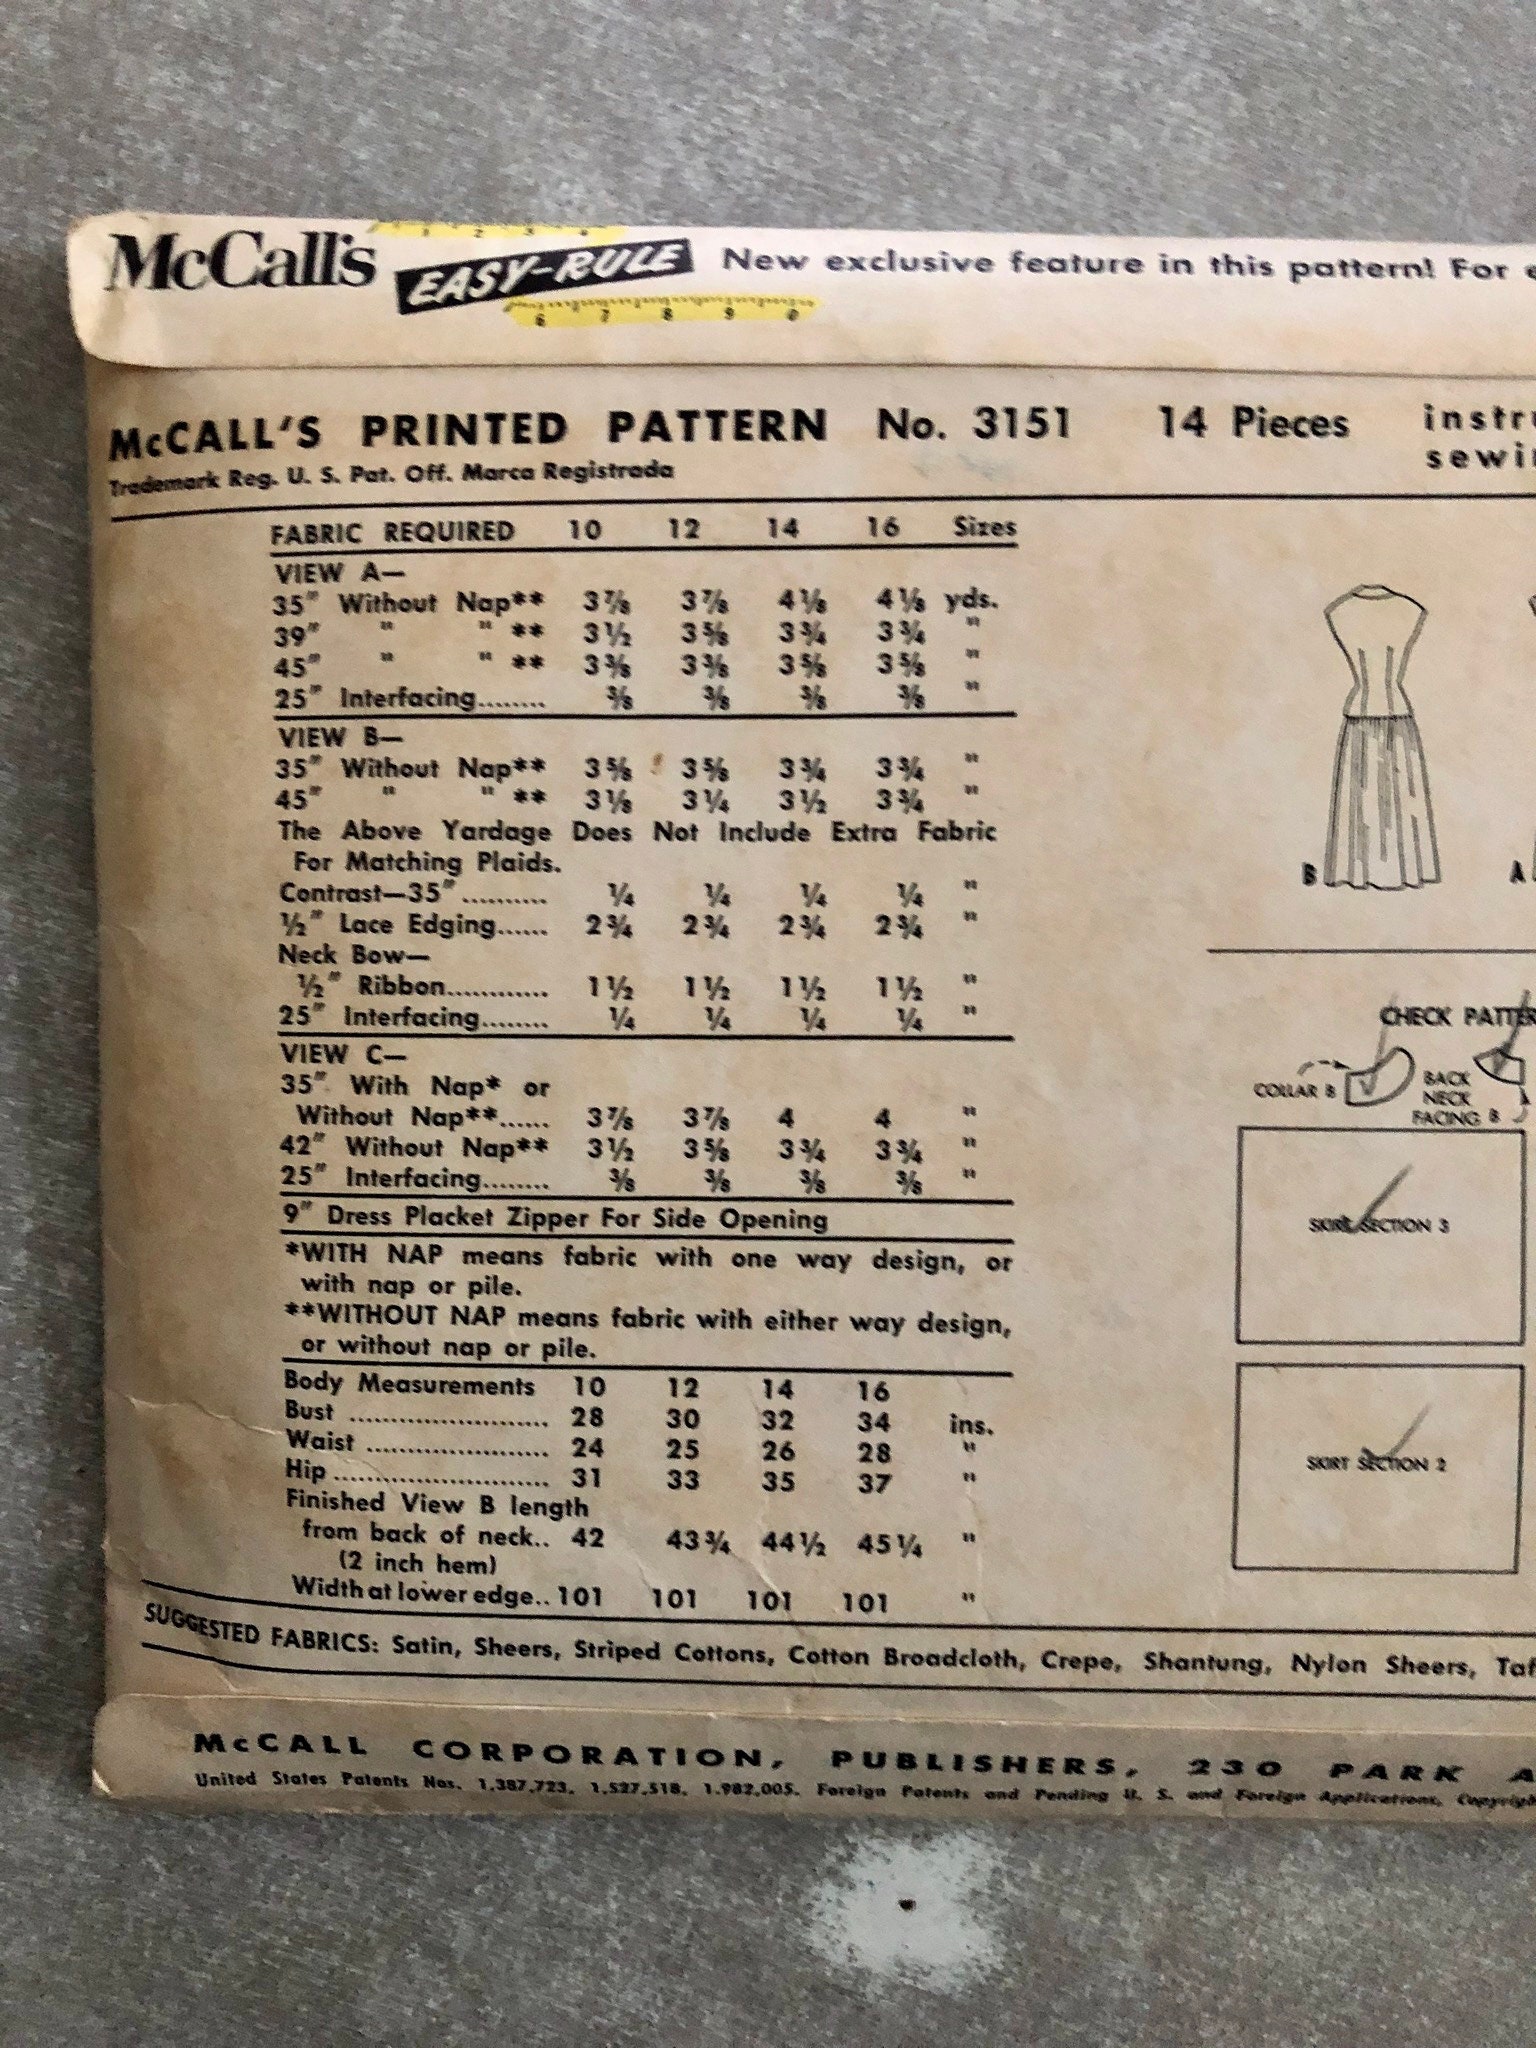 McCall's EASY-RULE New exclusive feature in this pattern! For
1 2 3 4
6 7 8 9
McCALL'S PRINTED PATTERN No. 3151 14 Pieces
Trademark Reg. U. S. Pat. Off. Marca Registrada
FABRIC REQUIRED 10 12 14 16 Sizes
VIEW A—
35" Without Nap** 3⅞ 3⅞ 4⅛ 4⅛ yds.
39" " " ** 3½ 3⅝ 3¾ 3¾ "
45" " " ** 3⅜ 3⅜ 3⅝ 3⅝ "
25" Interfacing........ ⅜ ⅜ ⅜ ⅜ "
VIEW B—
35" Without Nap** 3⅝ 3⅝ 3¾ 3¾ "
45" " " ** 3⅛ 3¼ 3½ 3¾ "
The Above Yardage Does Not Include Extra Fabric
For Matching Plaids.
Contrast—35".......... ¼ ¼ ¼ ¼ "
½" Lace Edging...... 2¾ 2¾ 2¾ 2¾ "
Neck Bow—
½" Ribbon............ 1½ 1½ 1½ 1½ "
25" Interfacing........ ¼ ¼ ¼ ¼ "
VIEW C—
35" With Nap* or
Without Nap**...... 3⅞ 3⅞ 4 4 "
42" Without Nap** 3½ 3⅝ 3¾ 3¾ "
25" Interfacing........ ⅜ ⅜ ⅜ ⅜ "
9" Dress Placket Zipper For Side Opening
*WITH NAP means fabric with one way design, or
with nap or pile.
**WITHOUT NAP means fabric with either way design,
or without nap or pile.
Body Measurements 10 12 14 16
Bust ......................... 28 30 32 34 ins.
Waist ....................... 24 25 26 28 "
Hip........................... 31 33 35 37 "
Finished View B length
from back of neck.. 42 43¾ 44½ 45¼ "
(2 inch hem)
Width at lower edge.. 101 101 101 101 "
B A
CHECK
COLLAR B
BACK
NECK
FACING B
SKIRT SECTION 3
SKIRT SECTION 2
SUGGESTED FABRICS: Satin, Sheers, Striped Cottons, Cotton Broadcloth, Crepe, Shantung, Nylon Sheers,
McCALL CORPORATION, PUBLISHERS, 230 PARK
United States Patents Nos. 1,387,723, 1,527,518, 1,982,005. Foreign Patents and Pending U. S. and Foreign Applications,